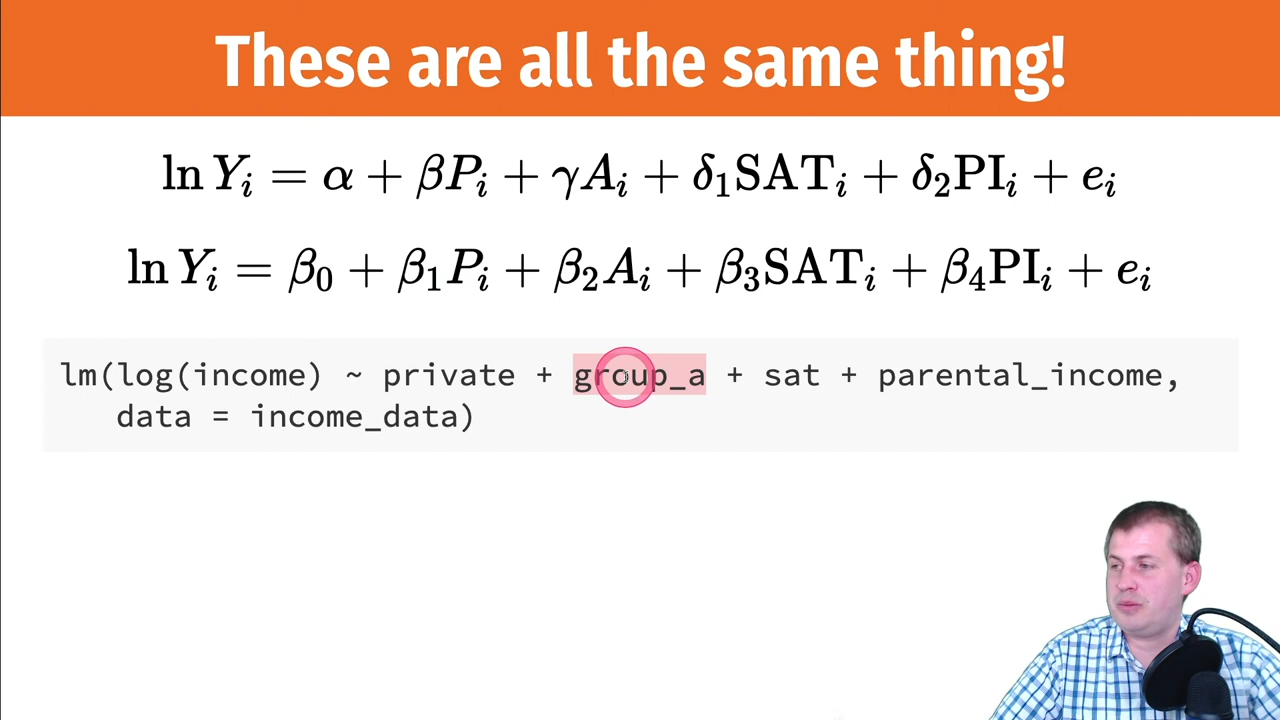 These are all the same thing!
ln Yᵢ = α + βPᵢ + γAᵢ + δ₁SATᵢ + δ₂PIᵢ + eᵢ
ln Yᵢ = β₀ + β₁Pᵢ + β₂Aᵢ + β₃SATᵢ + β₄PIᵢ + eᵢ
lm(log(income) ~ private + group_a + sat + parental_income,
data = income_data)